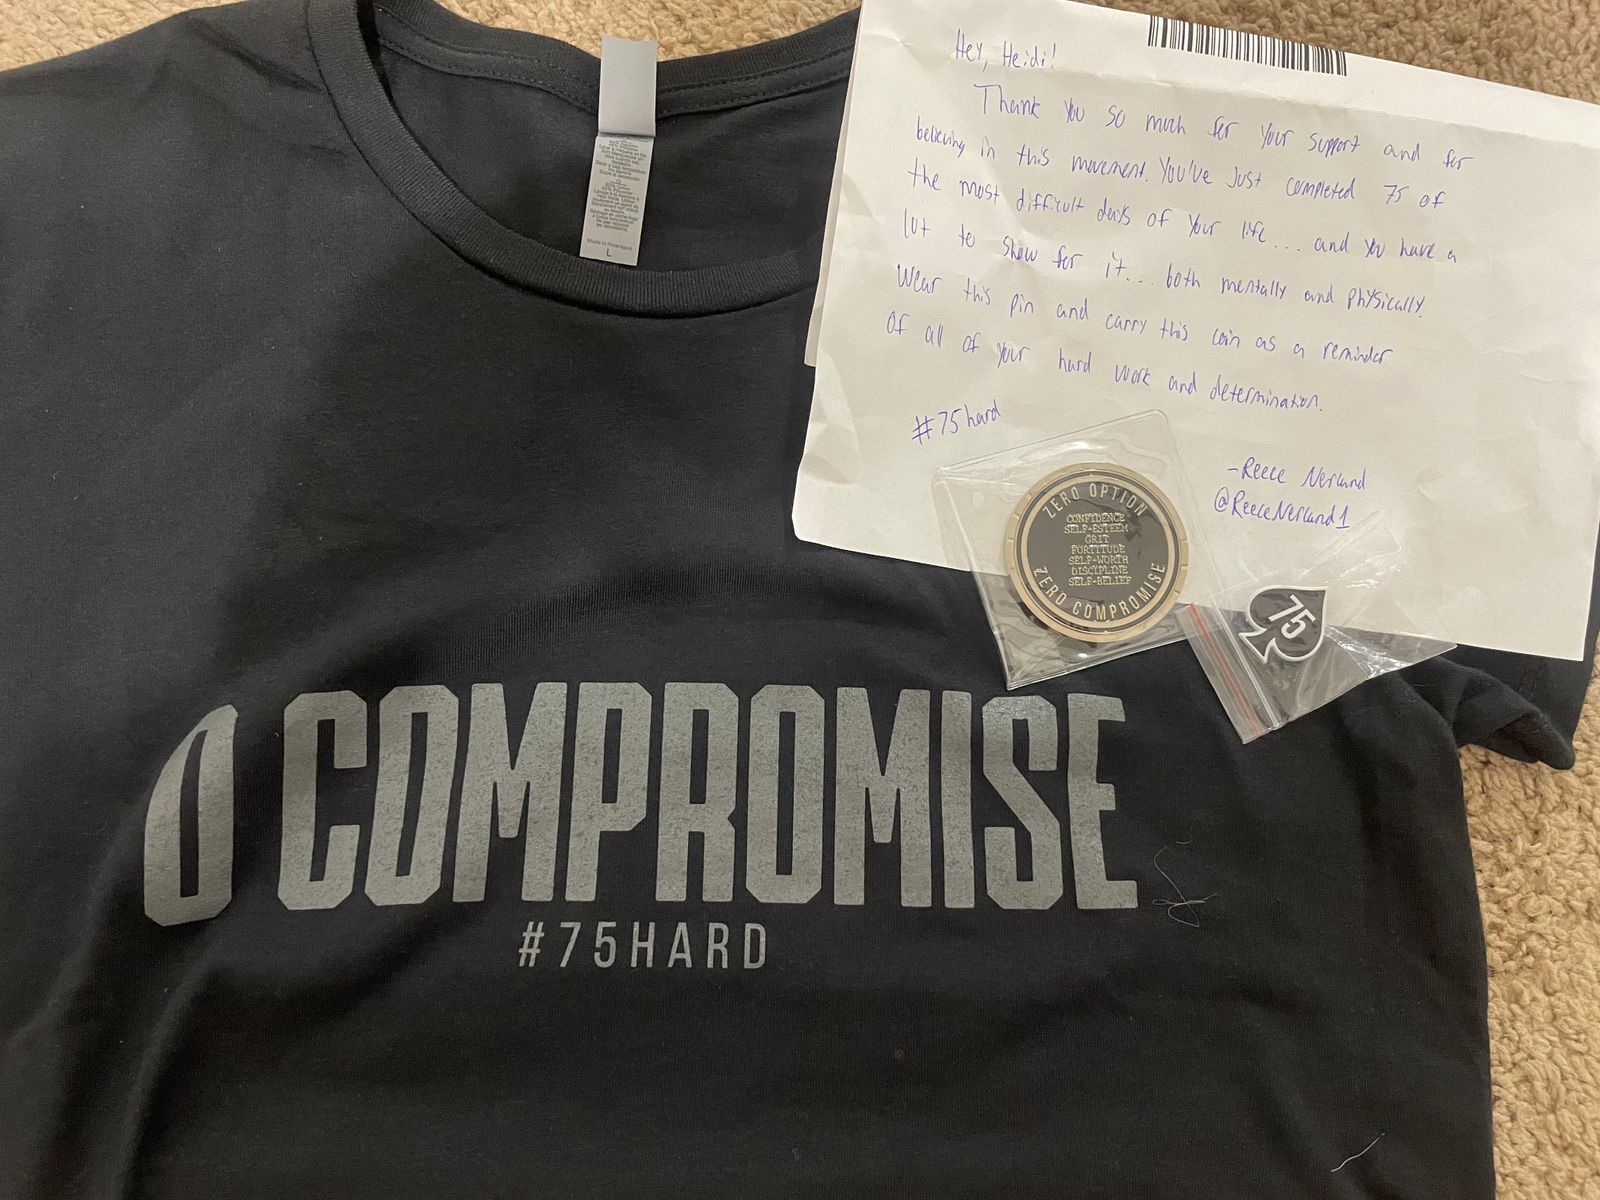 Hey, Heidi!
Thank you so much for your support and for
believing in this movement. You've just completed 75 of
the most difficult days of your life... and you have a
lot to show for it... both mentally and physically.
Wear this pin and carry this coin as a reminder
of all of your hard work and determination.
#75hard
-Reece Nerland
@ReeceNerland1
ZERO OPTION
CONFIDENCE
SELF-ESTEEM
GRIT
FORTITUDE
SELF-WORTH
DISCIPLINE
SELF-BELIEF
ZERO COMPROMISE
75
Made in Nicaragua
L
0 COMPROMISE
#75HARD